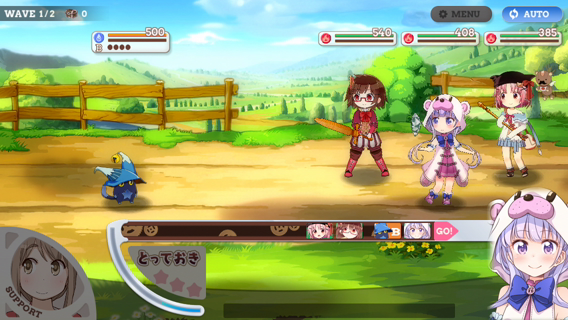 WAVE 1/2 0
MENU
AUTO
500
B
540
408
385
B
GO!
とっておき
SUPPORT